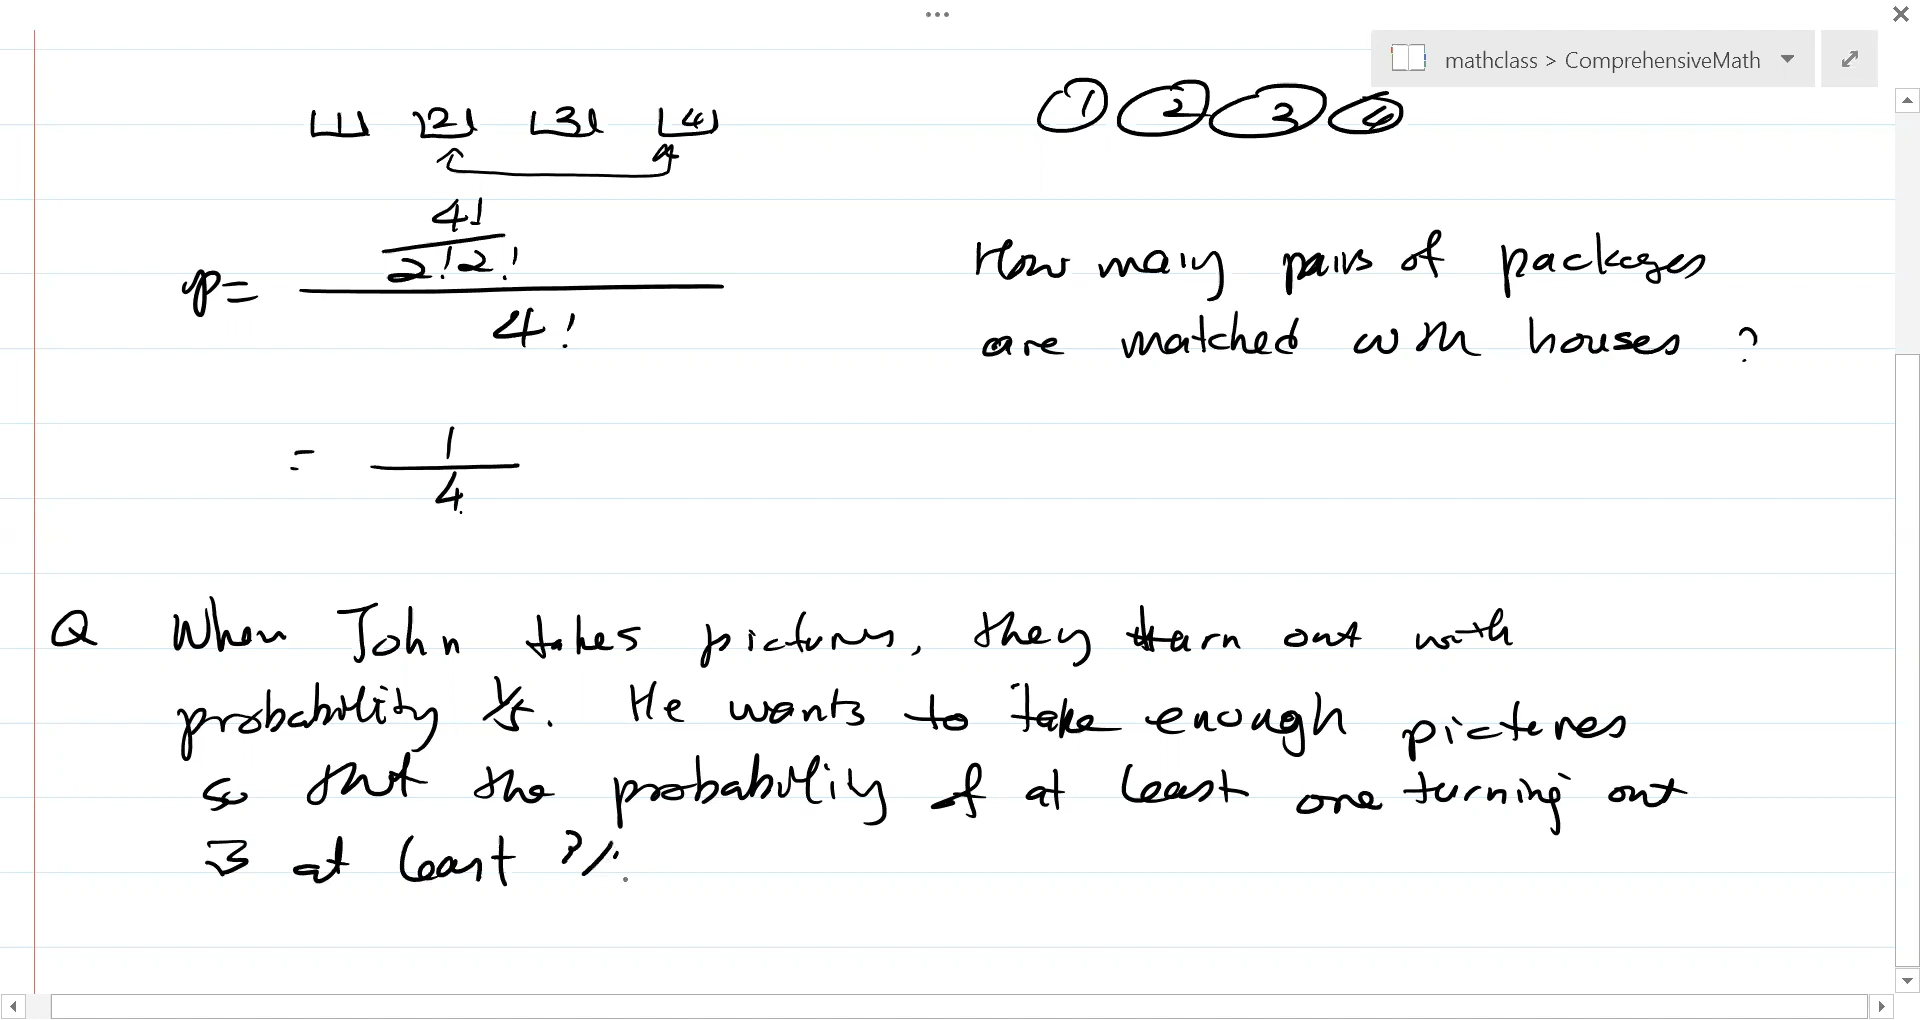 mathclass > ComprehensiveMath
1 2 3 4
1 2 3 4
4!
2!2!
p=
4!
How many pairs of packages
are matched with houses ?
= 1
4
Q When John takes pictures, they turn out with
probability 1/5. He wants to take enough pictures
so that the probability of at least one turning out
is at least ?%.